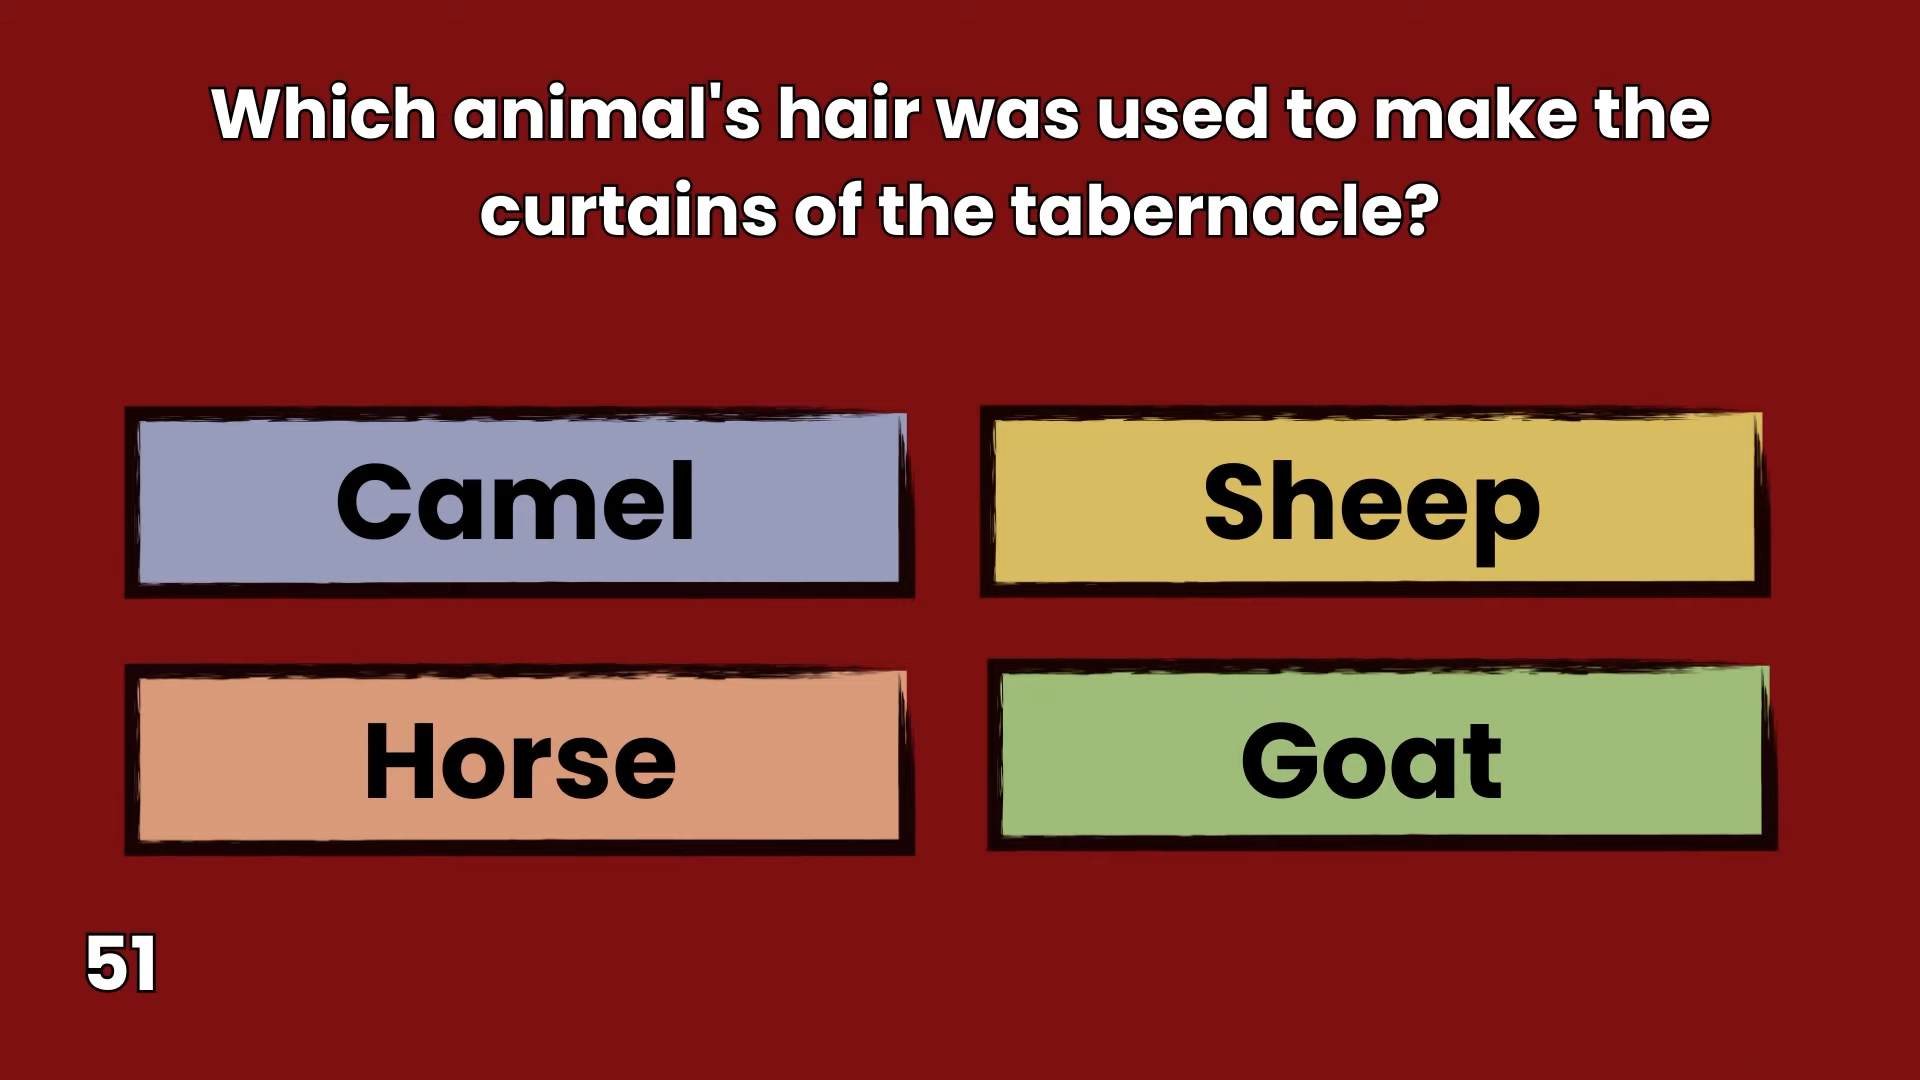 Which animal's hair was used to make the
curtains of the tabernacle?
Camel
Sheep
Horse
Goat
51